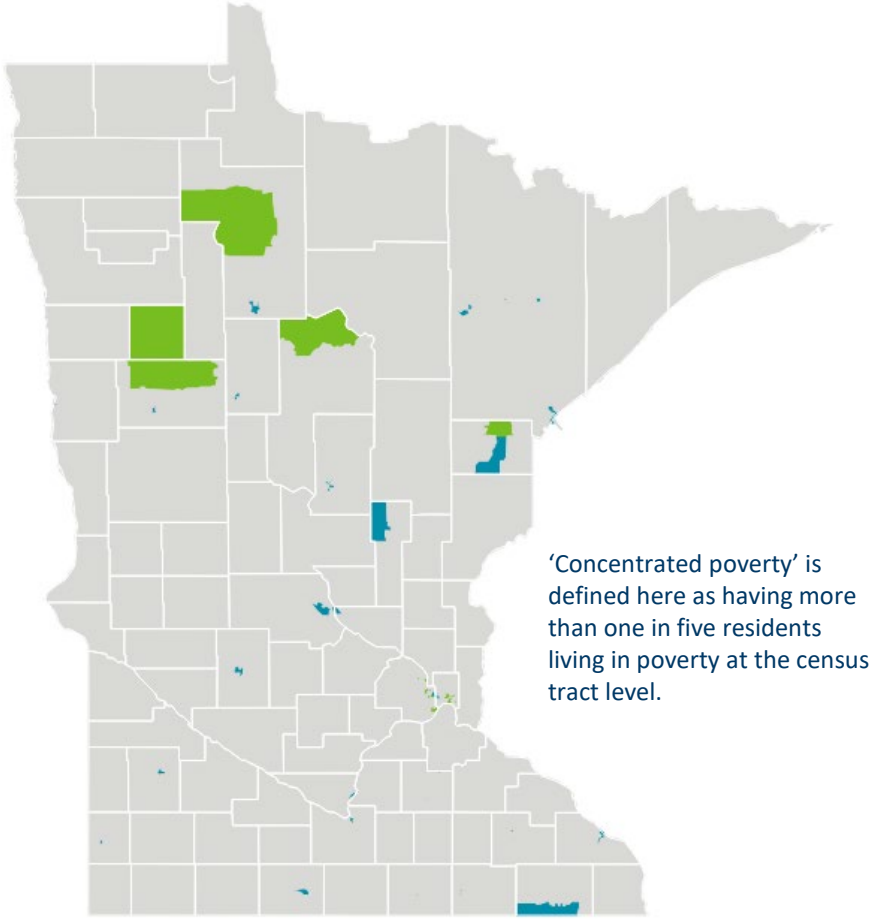 ‘Concentrated poverty’ is
defined here as having more
than one in five residents
living in poverty at the census
tract level.